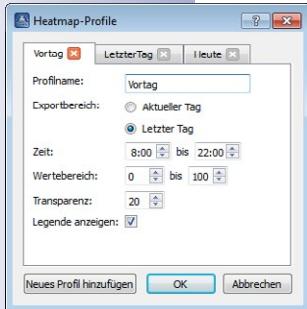 Heatmap-Profile
Vortag LetzterTag Heute
Profilname: Vortag
Exportbereich: Aktueller Tag
Letzter Tag
Zeit: 8:00 bis 22:00
Wertebereich: 0 bis 100
Transparenz: 20
Legende anzeigen:
Neues Profil hinzufügen OK Abbrechen